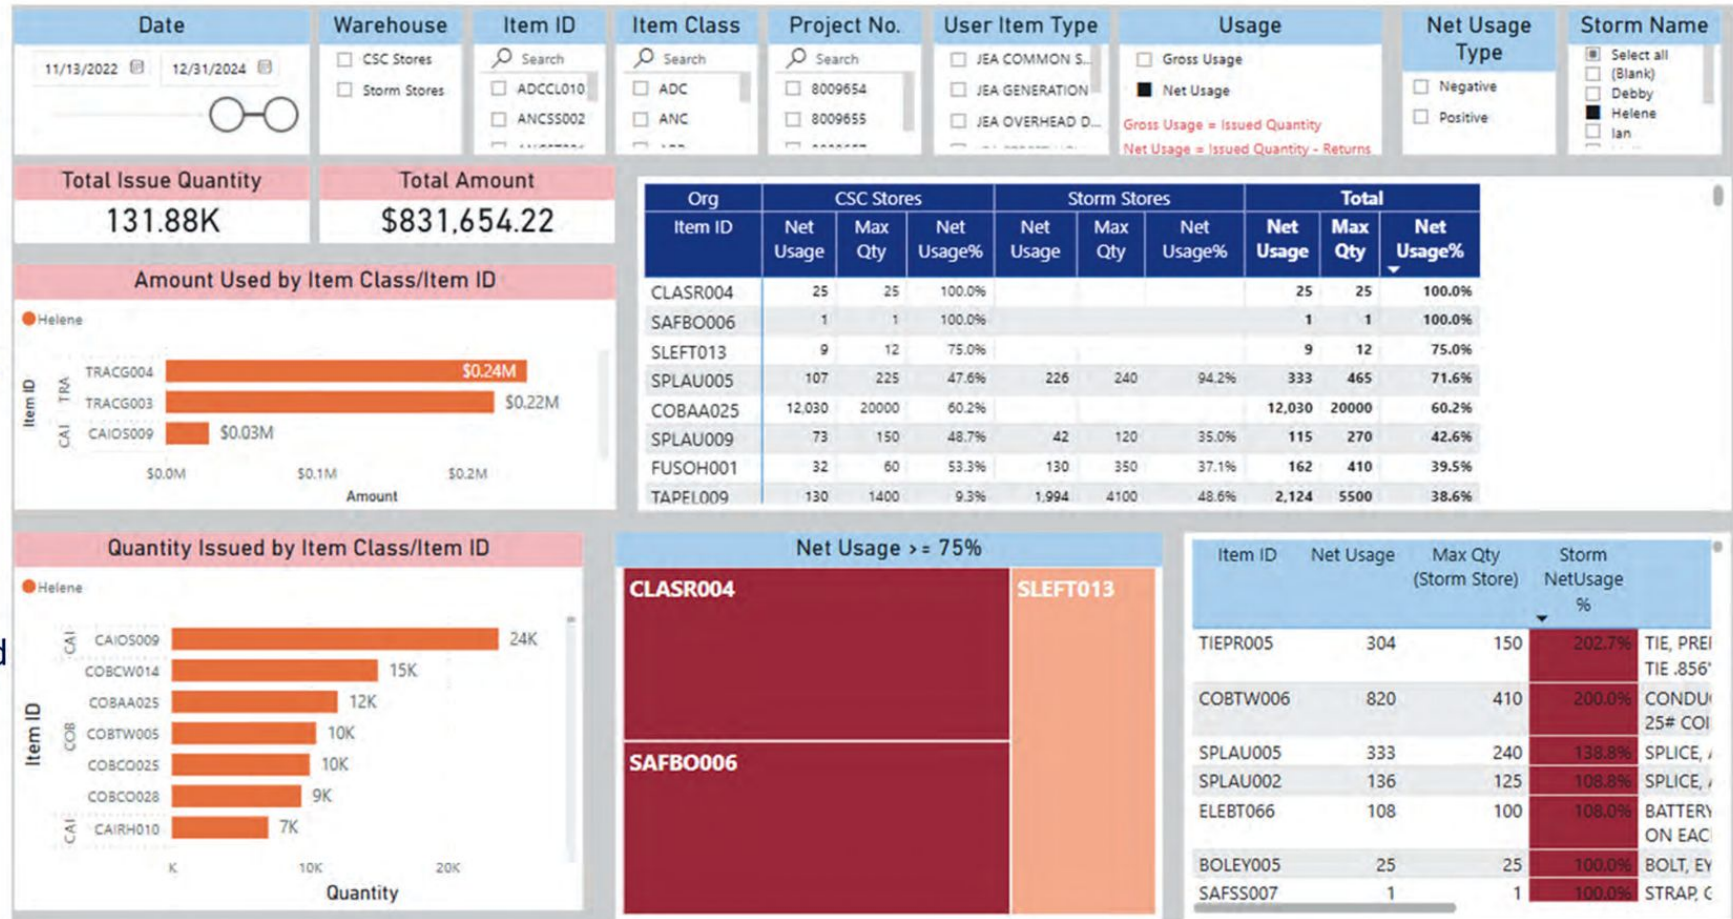 Date
11/13/2022 12/31/2024
Warehouse
CSC Stores
Storm Stores
Item ID
Search
ADCCL010
ANCSS002
Item Class
Search
ADC
ANC
Project No.
Search
8009654
8009655
User Item Type
JEA COMMON S...
JEA GENERATION
JEA OVERHEAD D...
Usage
Gross Usage
Net Usage
Gross Usage = Issued Quantity
Net Usage = Issued Quantity - Returns
Net Usage
Type
Negative
Positive
Storm Name
Select all
(Blank)
Debby
Helene
Ian
Total Issue Quantity
131.88K
Total Amount
$831,654.22
Amount Used by Item Class/Item ID
Helene
Item ID
TRA
TRACG004 $0.24M
TRACG003 $0.22M
CAI
CAIOS009 $0.03M
$0.0M $0.1M $0.2M
Amount
Org CSC Stores Storm Stores Total
Item ID Net Usage Max Qty Net Usage% Net Usage Max Qty Net Usage% Net Usage Max Qty Net Usage%
CLASR004 25 25 100.0% 25 25 100.0%
SAFBO006 1 1 100.0% 1 1 100.0%
SLEFT013 9 12 75.0% 9 12 75.0%
SPLAU005 107 225 47.6% 226 240 94.2% 333 465 71.6%
COBAA025 12,030 20000 60.2% 12,030 20000 60.2%
SPLAU009 73 150 48.7% 42 120 35.0% 115 270 42.6%
FUSOH001 32 60 53.3% 130 350 37.1% 162 410 39.5%
TAPEL009 130 1400 9.3% 1,994 4100 48.6% 2,124 5500 38.6%
Quantity Issued by Item Class/Item ID
Helene
Item ID
CAI
CAIOS009 24K
COB
COBCW014 15K
COBAA025 12K
COBTW005 10K
COBCO025 10K
COBCO028 9K
CAI
CAIRH010 7K
K 10K 20K
Quantity
Net Usage >= 75%
CLASR004
SLEFT013
SAFBO006
Item ID Net Usage Max Qty (Storm Store) Storm NetUsage %
TIEPR005 304 150 202.7% TIE, PRE
TIE .856"
COBTW006 820 410 200.0% CONDU
25# COI
SPLAU005 333 240 138.8% SPLICE,
SPLAU002 136 125 108.8% SPLICE,
ELEBT066 108 100 108.0% BATTERY
ON EAC
BOLEY005 25 25 100.0% BOLT, EY
SAFSS007 1 1 100.0% STRAP,